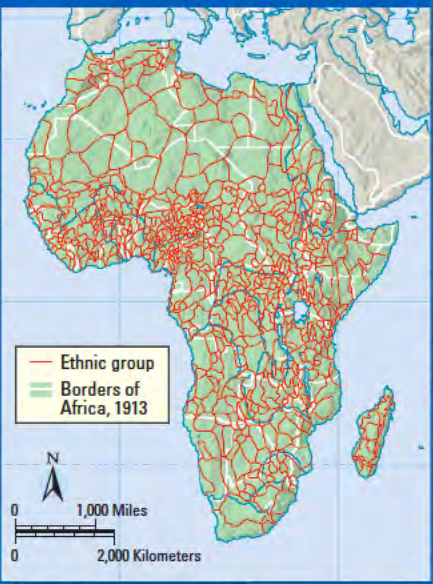 Ethnic group
Borders of
Africa, 1913
N
0 1,000 Miles
0 2,000 Kilometers